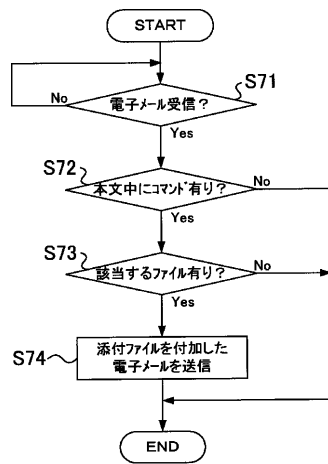 START
S71
電子メール受信？
No
Yes
S72
本文中にコマンド有り？
No
Yes
S73
該当するファイル有り？
No
Yes
S74
添付ファイルを付加した
電子メールを送信
END